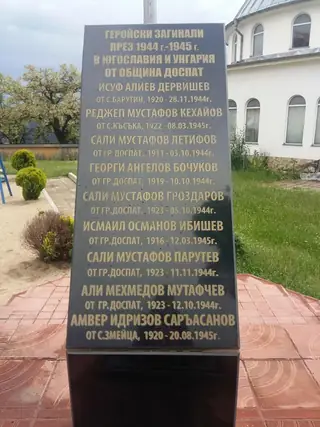 ГЕРОЙСКИ ЗАГИНАЛИ
ПРЕЗ 1944 г.-1945 г.
В ЮГОСЛАВИЯ И УНГАРИЯ
ОТ ОБЩИНА ДОСПАТ
ИСУФ АЛИЕВ ДЕРВИШЕВ
ОТ С.БАРУТИН, 1920 - 28.11.1944г.
РЕДЖЕП МУСТАФОВ КЕХАЙОВ
ОТ С.КЪСЪКА, 1922 - 08.03.1945г.
САЛИ МУСТАФОВ ЛЕТИФОВ
ОТ ГР.ДОСПАТ, 1911 - 03.10.1944г.
ГЕОРГИ АНГЕЛОВ БОЧУКОВ
ОТ ГР.ДОСПАТ, 1919 - 10.10.1944г.
САЛИ МУСТАФОВ ГРОЗДАРОВ
ОТ ГР.ДОСПАТ, 1922 - 05.10.1944г.
ИСМАИЛ ОСМАНОВ ИБИШЕВ
ОТ ГР.ДОСПАТ, 1916 - 12.03.1945г.
САЛИ МУСТАФОВ ПАРУТЕВ
ОТ ГР.ДОСПАТ, 1923 - 11.11.1944г.
АЛИ МЕХМЕДОВ МУТАФЧЕВ
ОТ ГР.ДОСПАТ, 1923 - 12.10.1944г.
АМВЕР ИДРИЗОВ САРЪАСАНОВ
ОТ С.ЗМЕЙЦА, 1920 - 20.08.1945г.